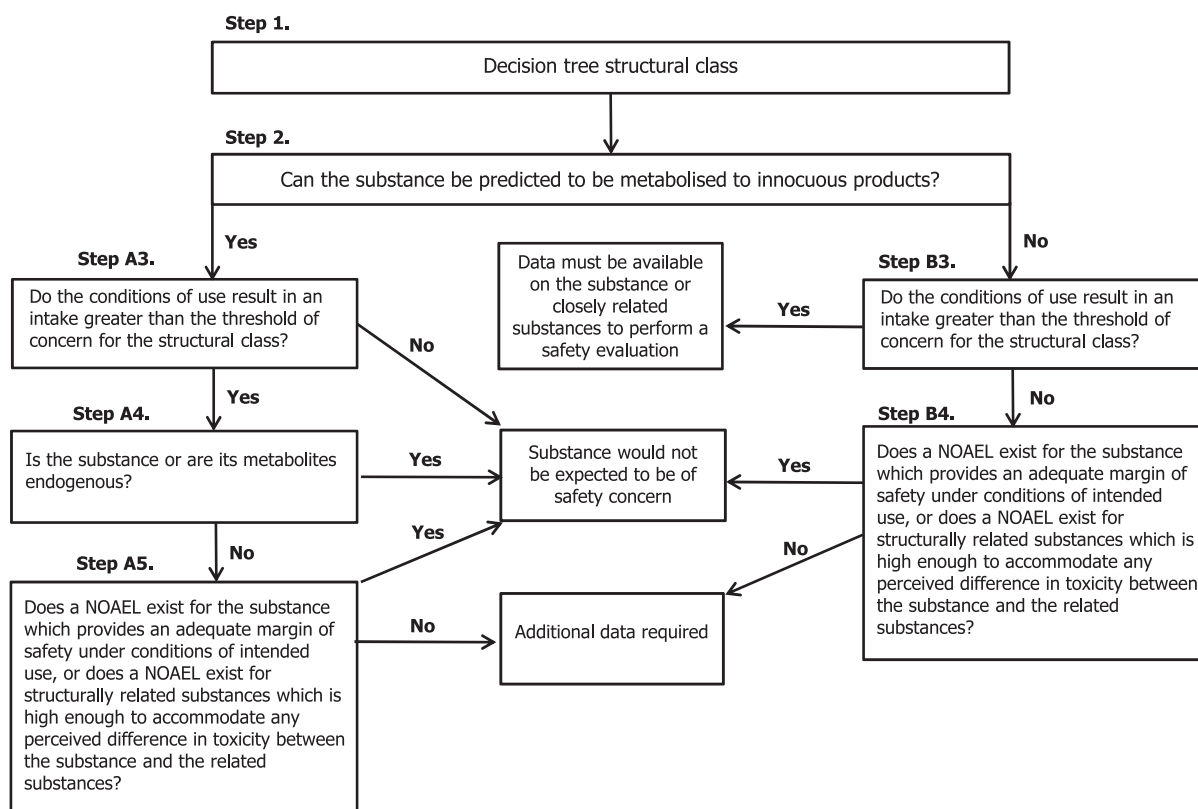 Step 1.
Decision tree structural class
Step 2.
Can the substance be predicted to be metabolised to innocuous products?
Yes
No
Step A3.
Do the conditions of use result in an
intake greater than the threshold of
concern for the structural class?
Data must be available
on the substance or
closely related
substances to perform a
safety evaluation
Step B3.
Do the conditions of use result in an
intake greater than the threshold of
concern for the structural class?
Yes
No
Yes
No
Step A4.
Is the substance or are its metabolites
endogenous?
Yes
Substance would not
be expected to be of
safety concern
Yes
Step B4.
Does a NOAEL exist for the substance
which provides an adequate margin of
safety under conditions of intended
use, or does a NOAEL exist for
structurally related substances which is
high enough to accommodate any
perceived difference in toxicity between
the substance and the related
substances?
No
Yes
No
Step A5.
Does a NOAEL exist for the substance
which provides an adequate margin of
safety under conditions of intended
use, or does a NOAEL exist for
structurally related substances which is
high enough to accommodate any
perceived difference in toxicity between
the substance and the related
substances?
No
Additional data required